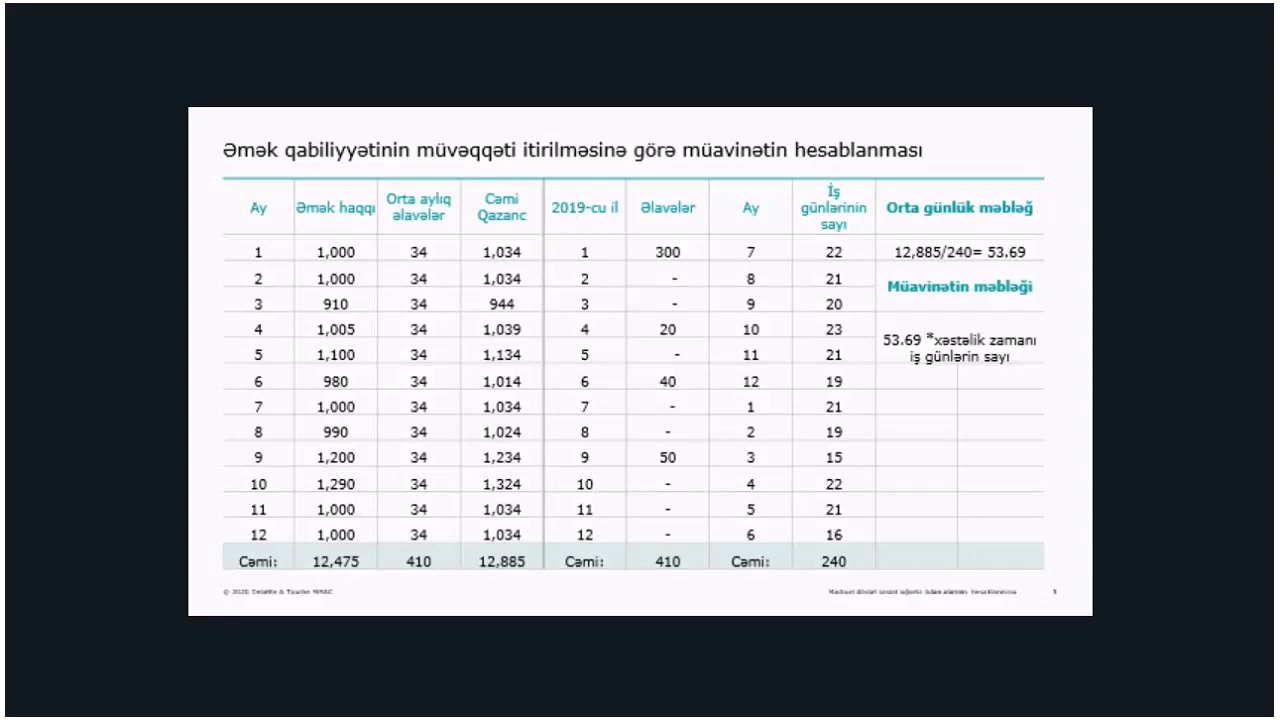 Əmək qabiliyyətinin müvəqqəti itirilməsinə görə müavinətin hesablanması
Ay Əmək haqqı Orta aylıq əlavələr Cəmi Qazanc 2019-cu il Əlavələr Ay İş günlərinin sayı Orta günlük məbləğ
1 1,000 34 1,034 1 300 7 22 12,885/240= 53.69
2 1,000 34 1,034 2 - 8 21 Müavinətin məbləği
3 910 34 944 3 - 9 20
4 1,005 34 1,039 4 20 10 23 53.69 *xəstəlik zamanı
5 1,100 34 1,134 5 - 11 21 iş günlərin sayı
6 980 34 1,014 6 40 12 19
7 1,000 34 1,034 7 - 1 21
8 990 34 1,024 8 - 2 19
9 1,200 34 1,234 9 50 3 15
10 1,290 34 1,324 10 - 4 22
11 1,000 34 1,034 11 - 5 21
12 1,000 34 1,034 12 - 6 16
Cəmi: 12,475 410 12,885 Cəmi: 410 Cəmi: 240
© 2020 Deloitte & Touche